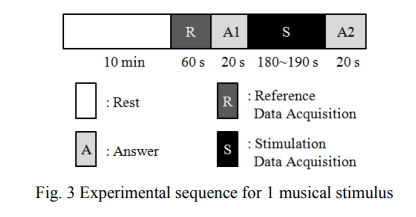 R A1 S A2
10 min 60 s 20 s 180~190 s 20 s
: Rest
R : Reference
Data Acquisition
A : Answer
S : Stimulation
Data Acquisition
Fig. 3 Experimental sequence for 1 musical stimulus